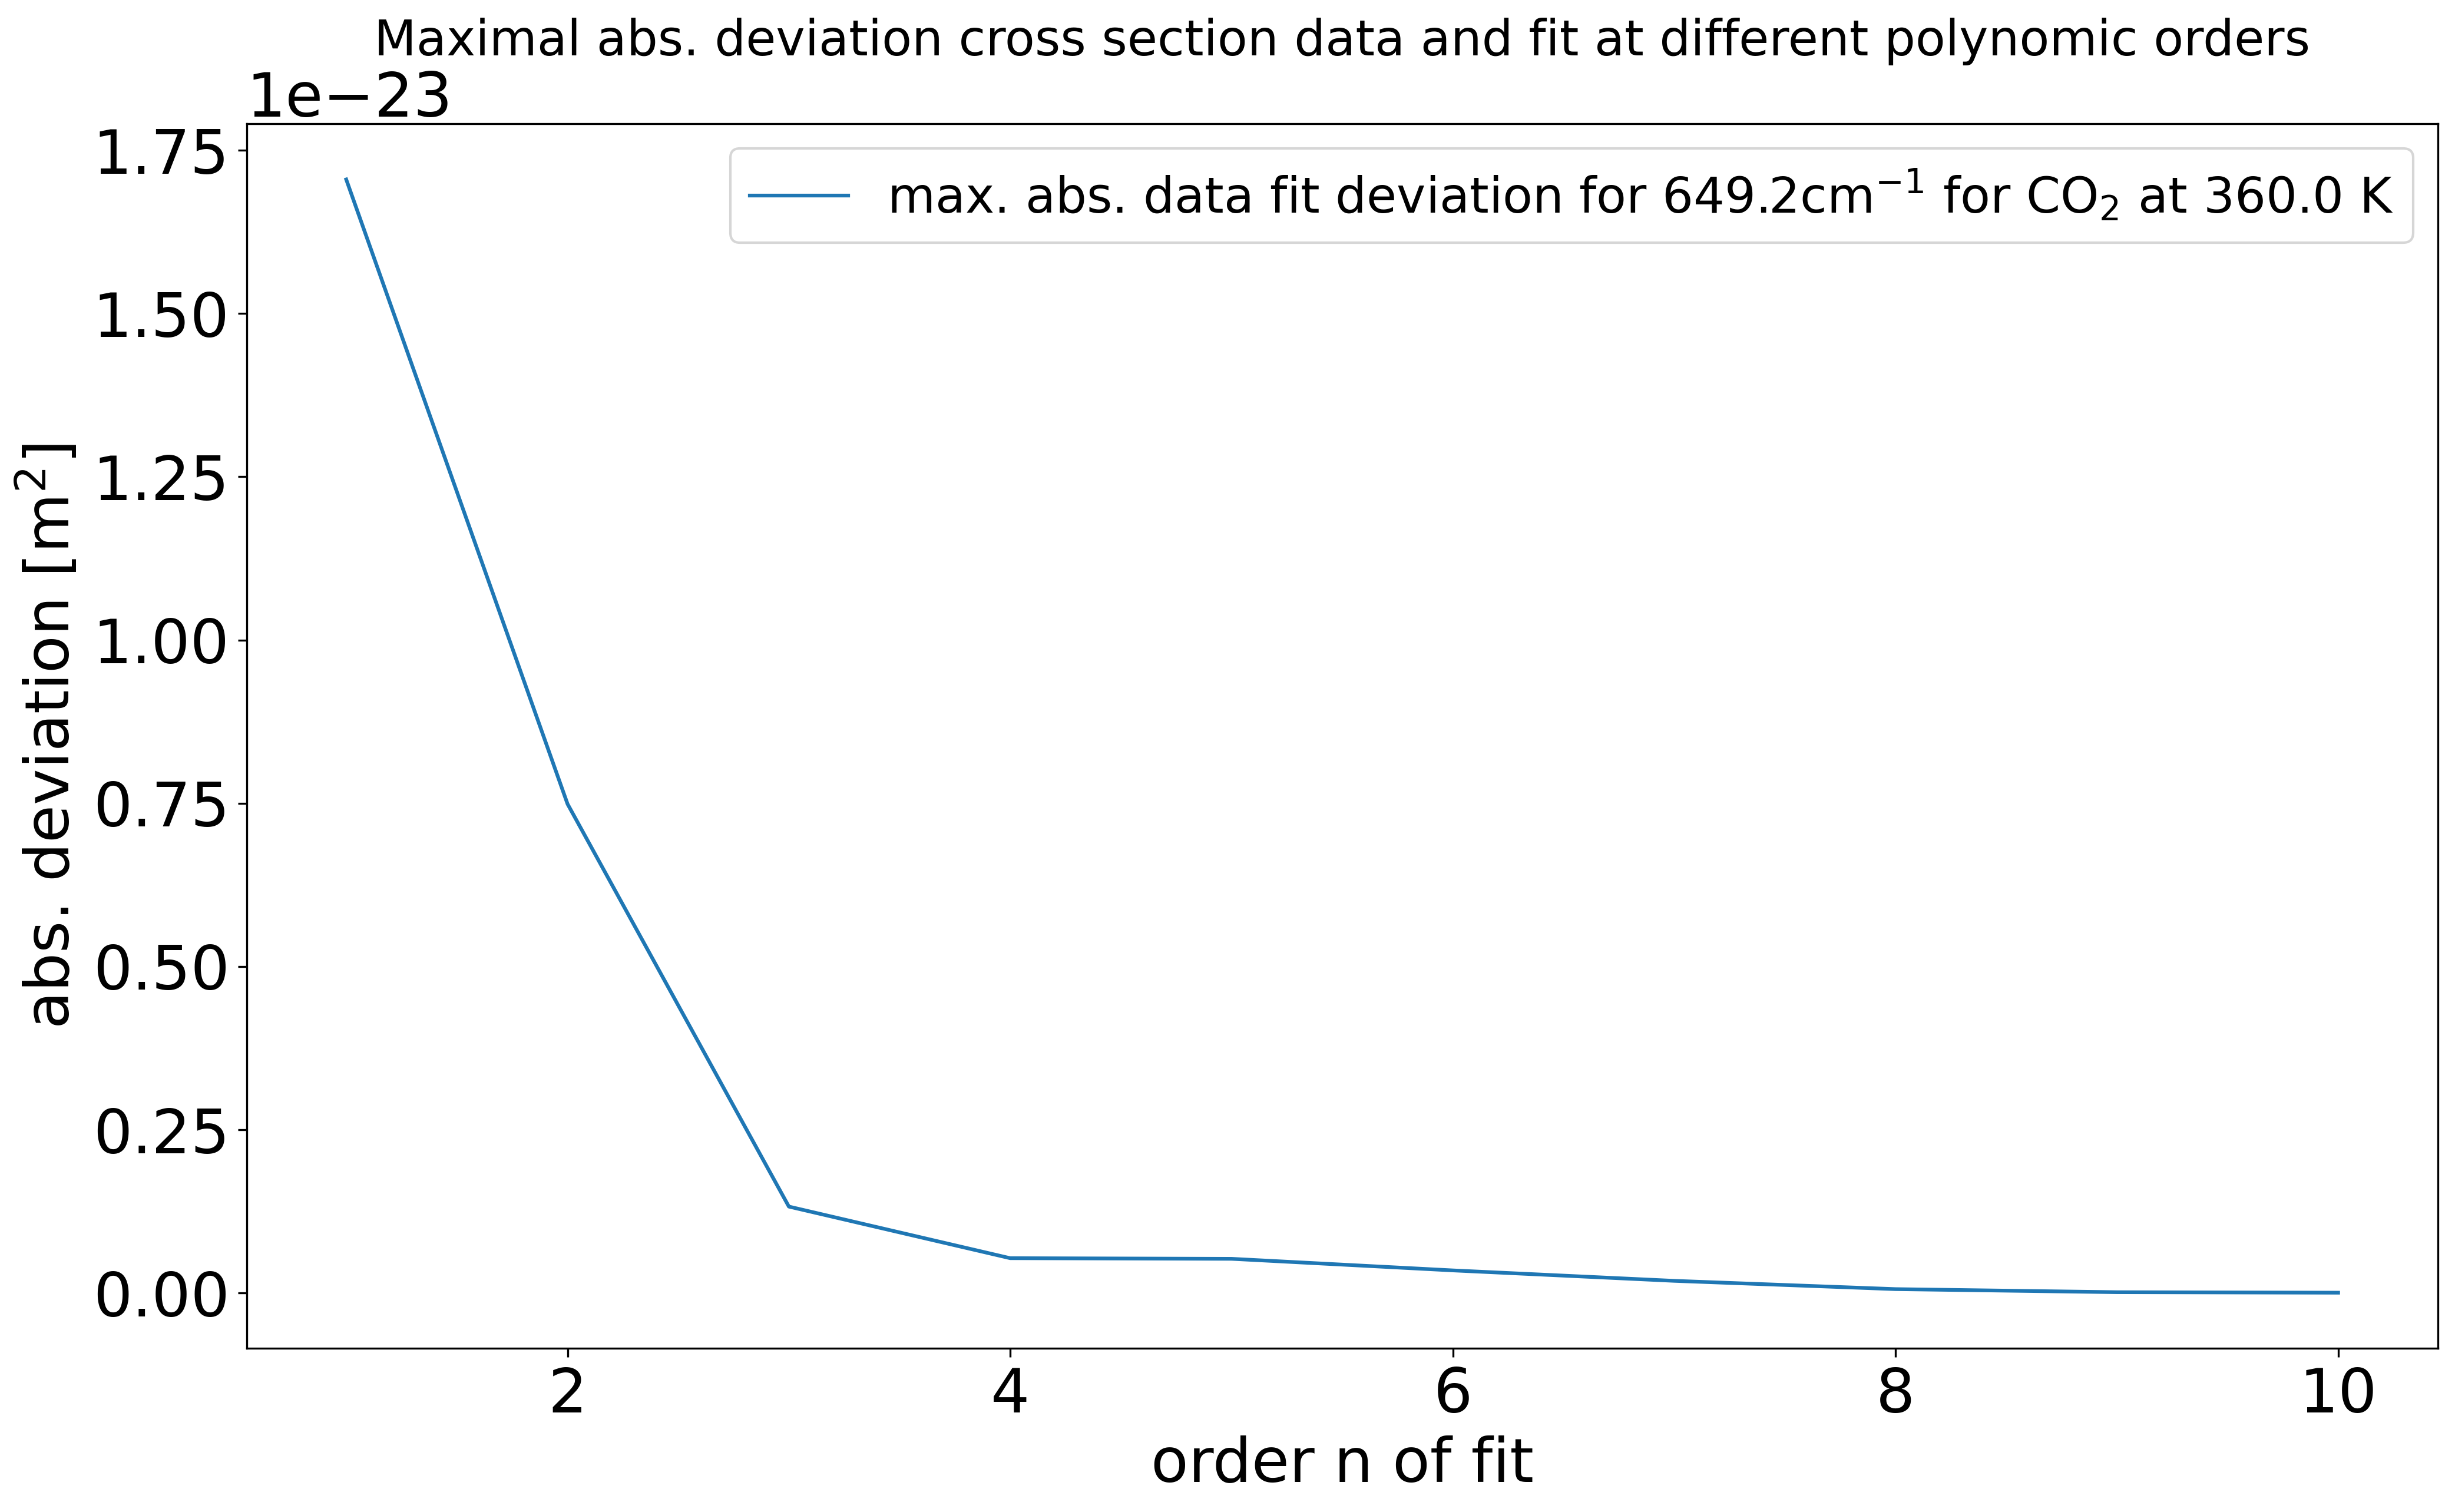 Maximal abs. deviation cross section data and fit at different polynomic orders
1e−23
max. abs. data fit deviation for 649.2cm⁻¹ for CO₂ at 360.0 K
abs. deviation [m²]
1.75
1.50
1.25
1.00
0.75
0.50
0.25
0.00
2 4 6 8 10
order n of fit